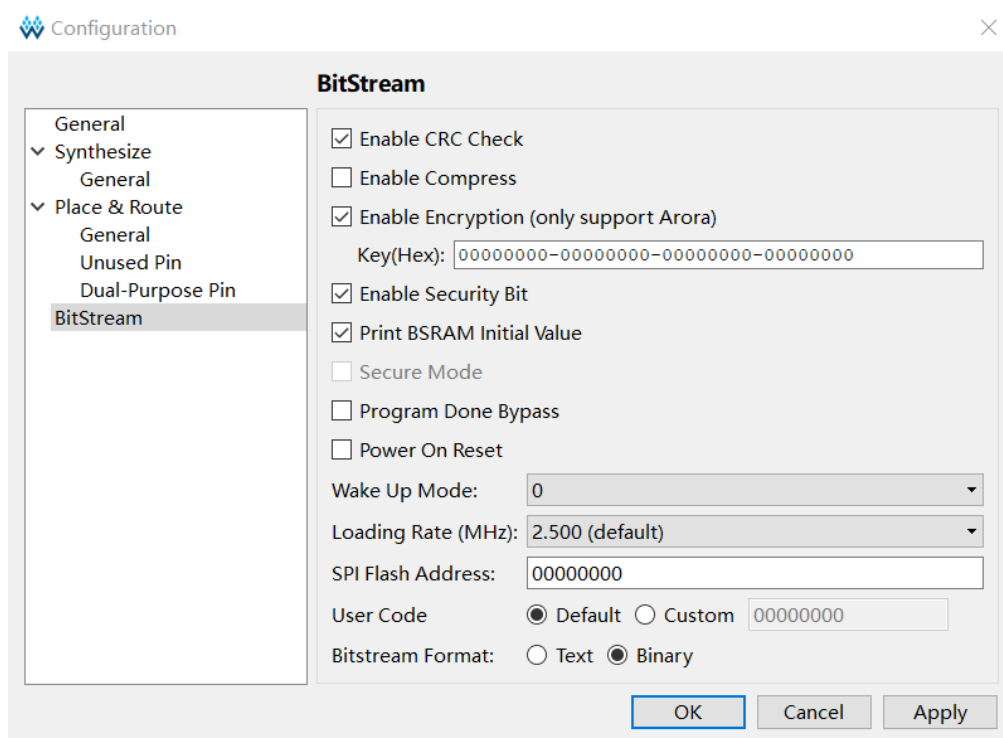 Configuration
BitStream
General
Synthesize
General
Place & Route
General
Unused Pin
Dual-Purpose Pin
BitStream
Enable CRC Check
Enable Compress
Enable Encryption (only support Arora)
Key(Hex): 00000000-00000000-00000000-00000000
Enable Security Bit
Print BSRAM Initial Value
Secure Mode
Program Done Bypass
Power On Reset
Wake Up Mode: 0
Loading Rate (MHz): 2.500 (default)
SPI Flash Address: 00000000
User Code Default Custom 00000000
Bitstream Format: Text Binary
OK Cancel Apply